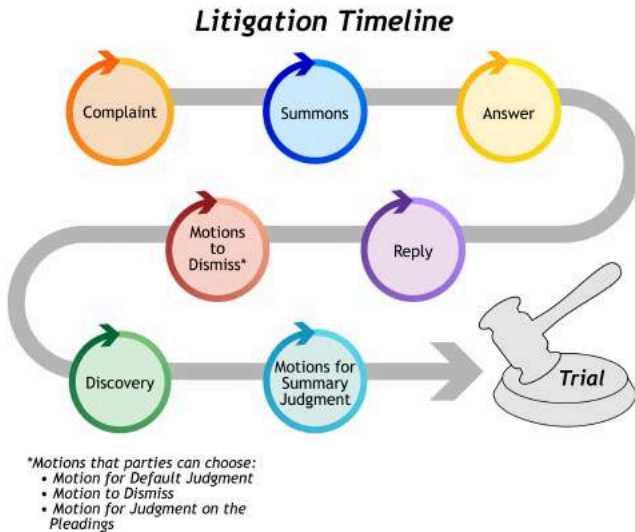 Litigation Timeline
Complaint
Summons
Answer
Reply
Motions
to
Dismiss*
Discovery
Motions for
Summary
Judgment
Trial
*Motions that parties can choose:
• Motion for Default Judgment
• Motion to Dismiss
• Motion for Judgment on the
Pleadings